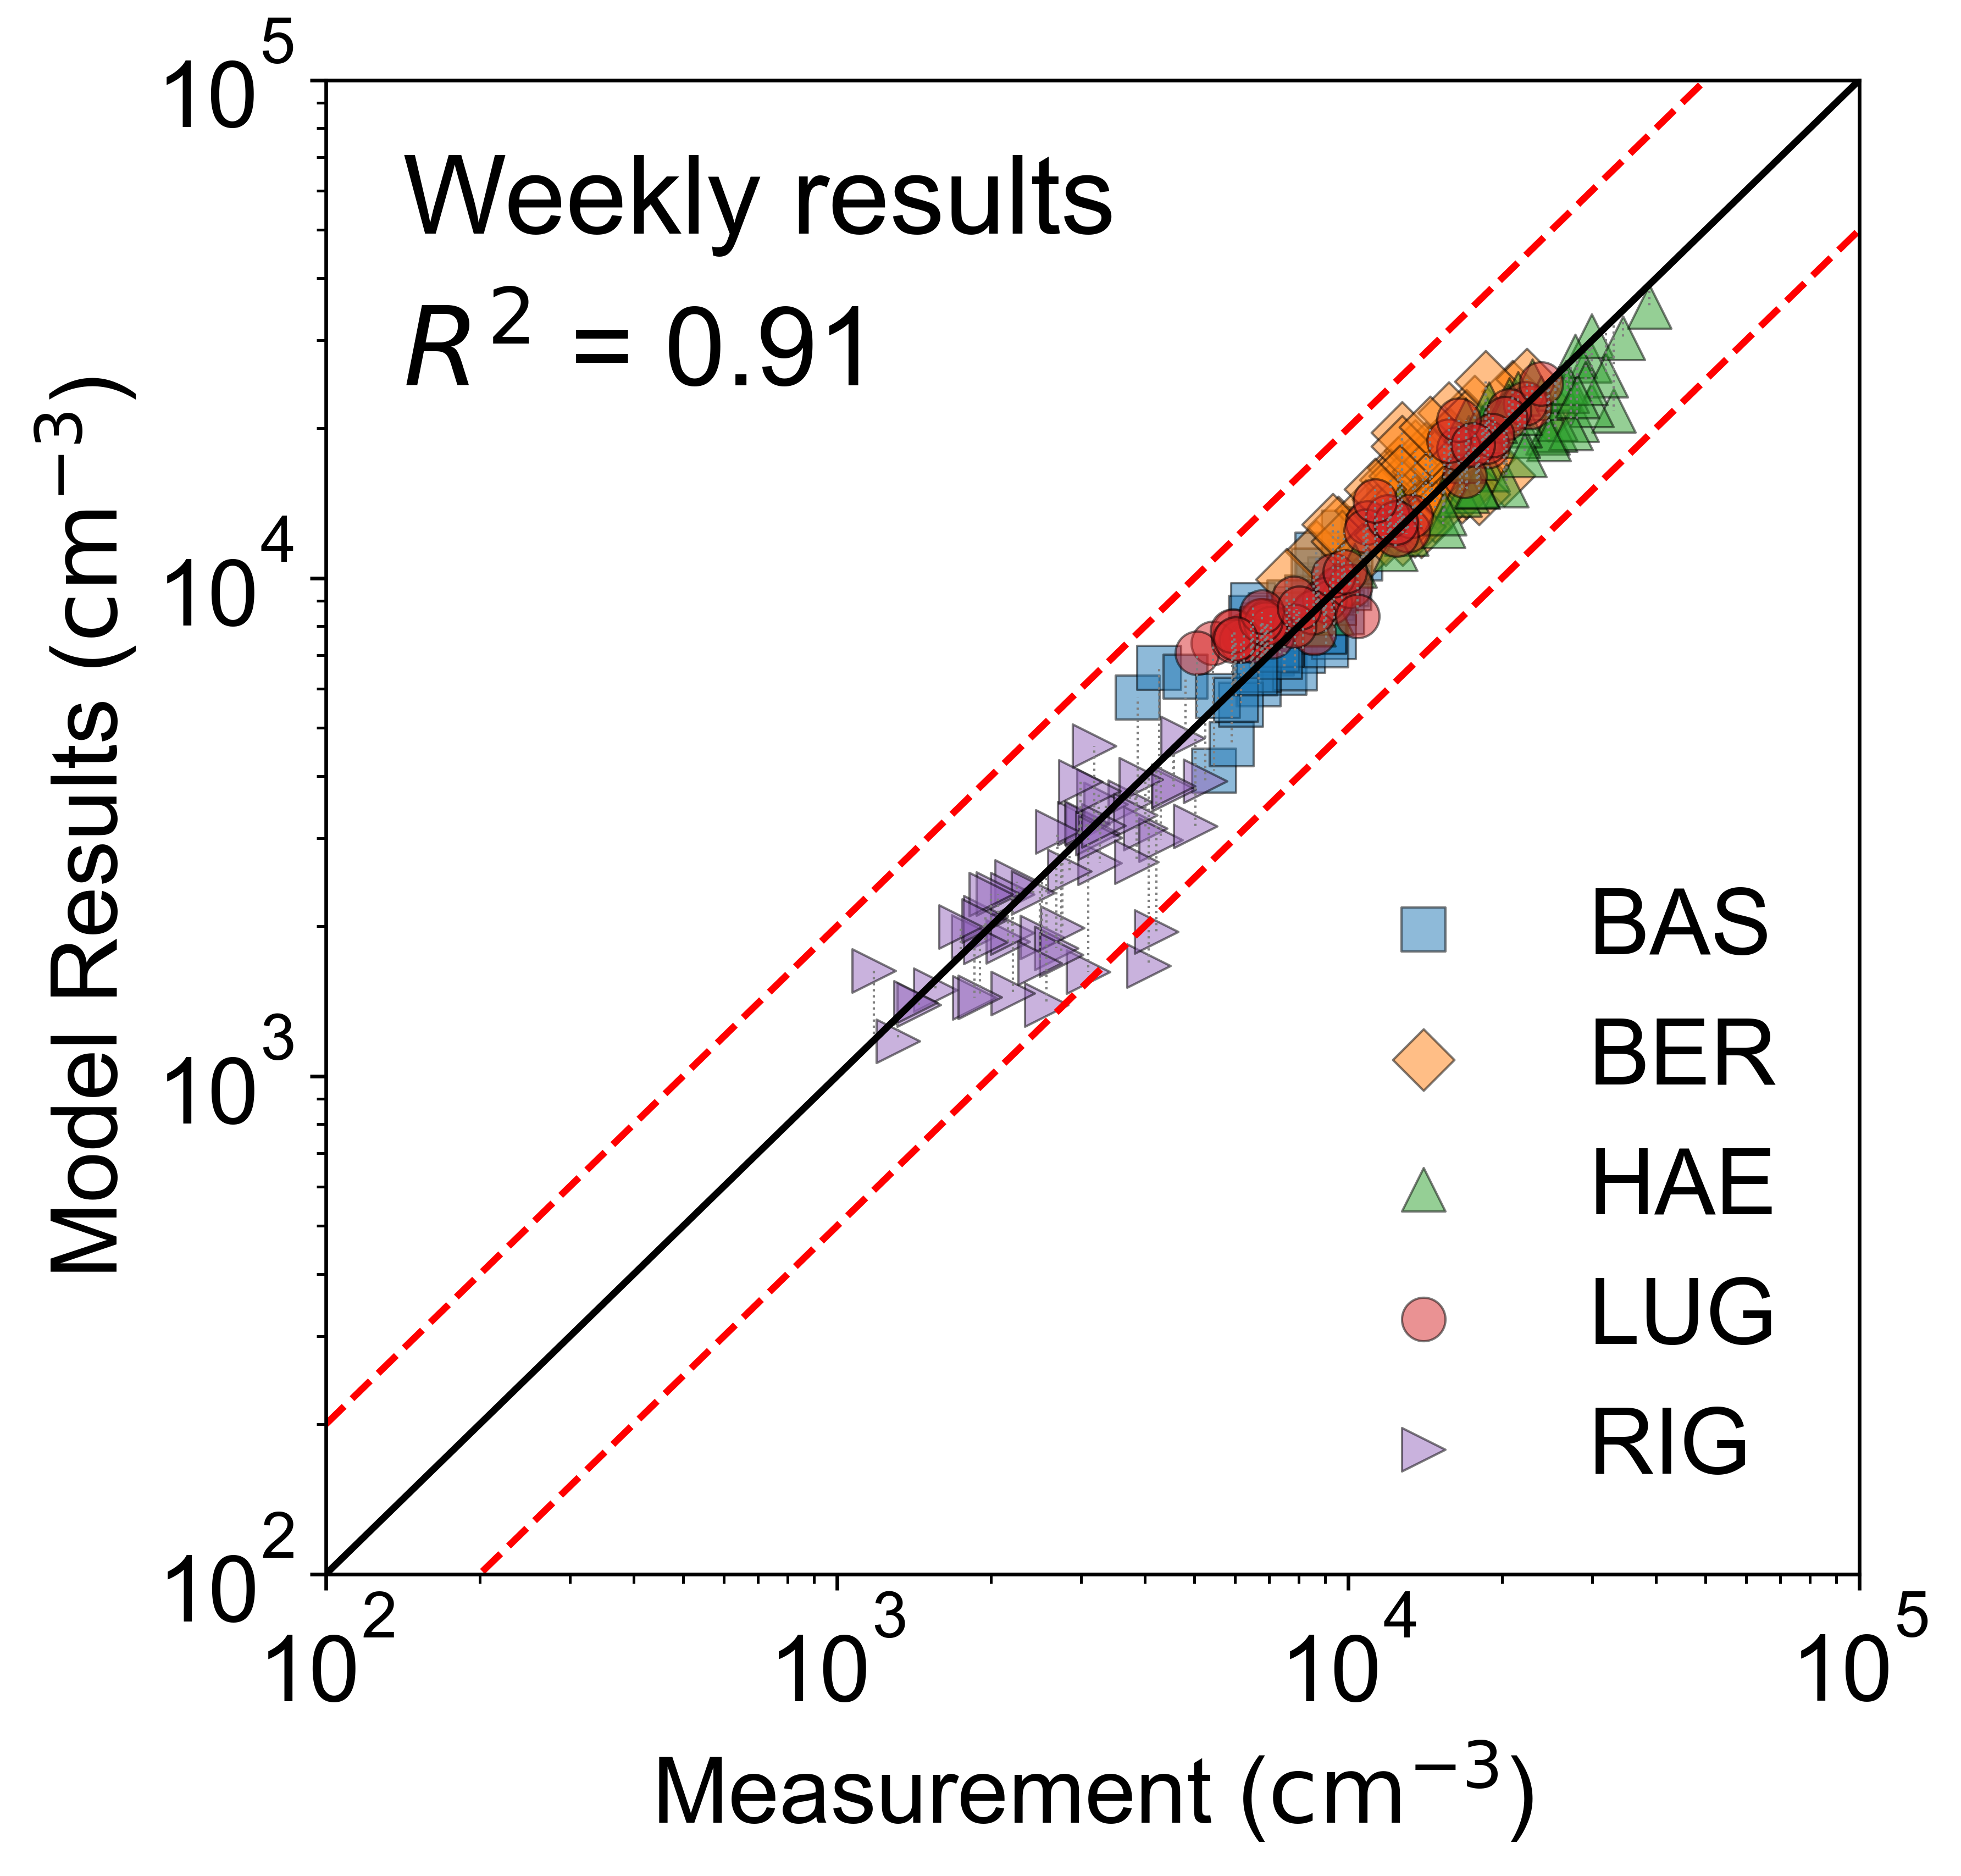 Weekly results
R² = 0.91
Model Results (cm⁻³)
10⁵
10⁴
10³
10²
10²
10³
10⁴
10⁵
Measurement (cm⁻³)
BAS
BER
HAE
LUG
RIG